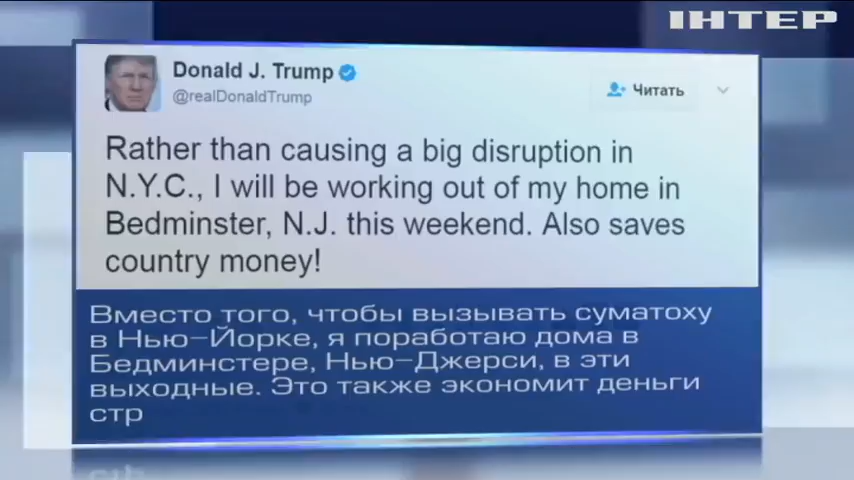 ІНТЕР
Donald J. Trump
@realDonaldTrump
Читать
Rather than causing a big disruption in
N.Y.C., I will be working out of my home in
Bedminster, N.J. this weekend. Also saves
country money!
Вместо того, чтобы вызывать суматоху
в Нью-Йорке, я поработаю дома в
Бедминстере, Нью-Джерси, в эти
выходные. Это также экономит деньги
стр